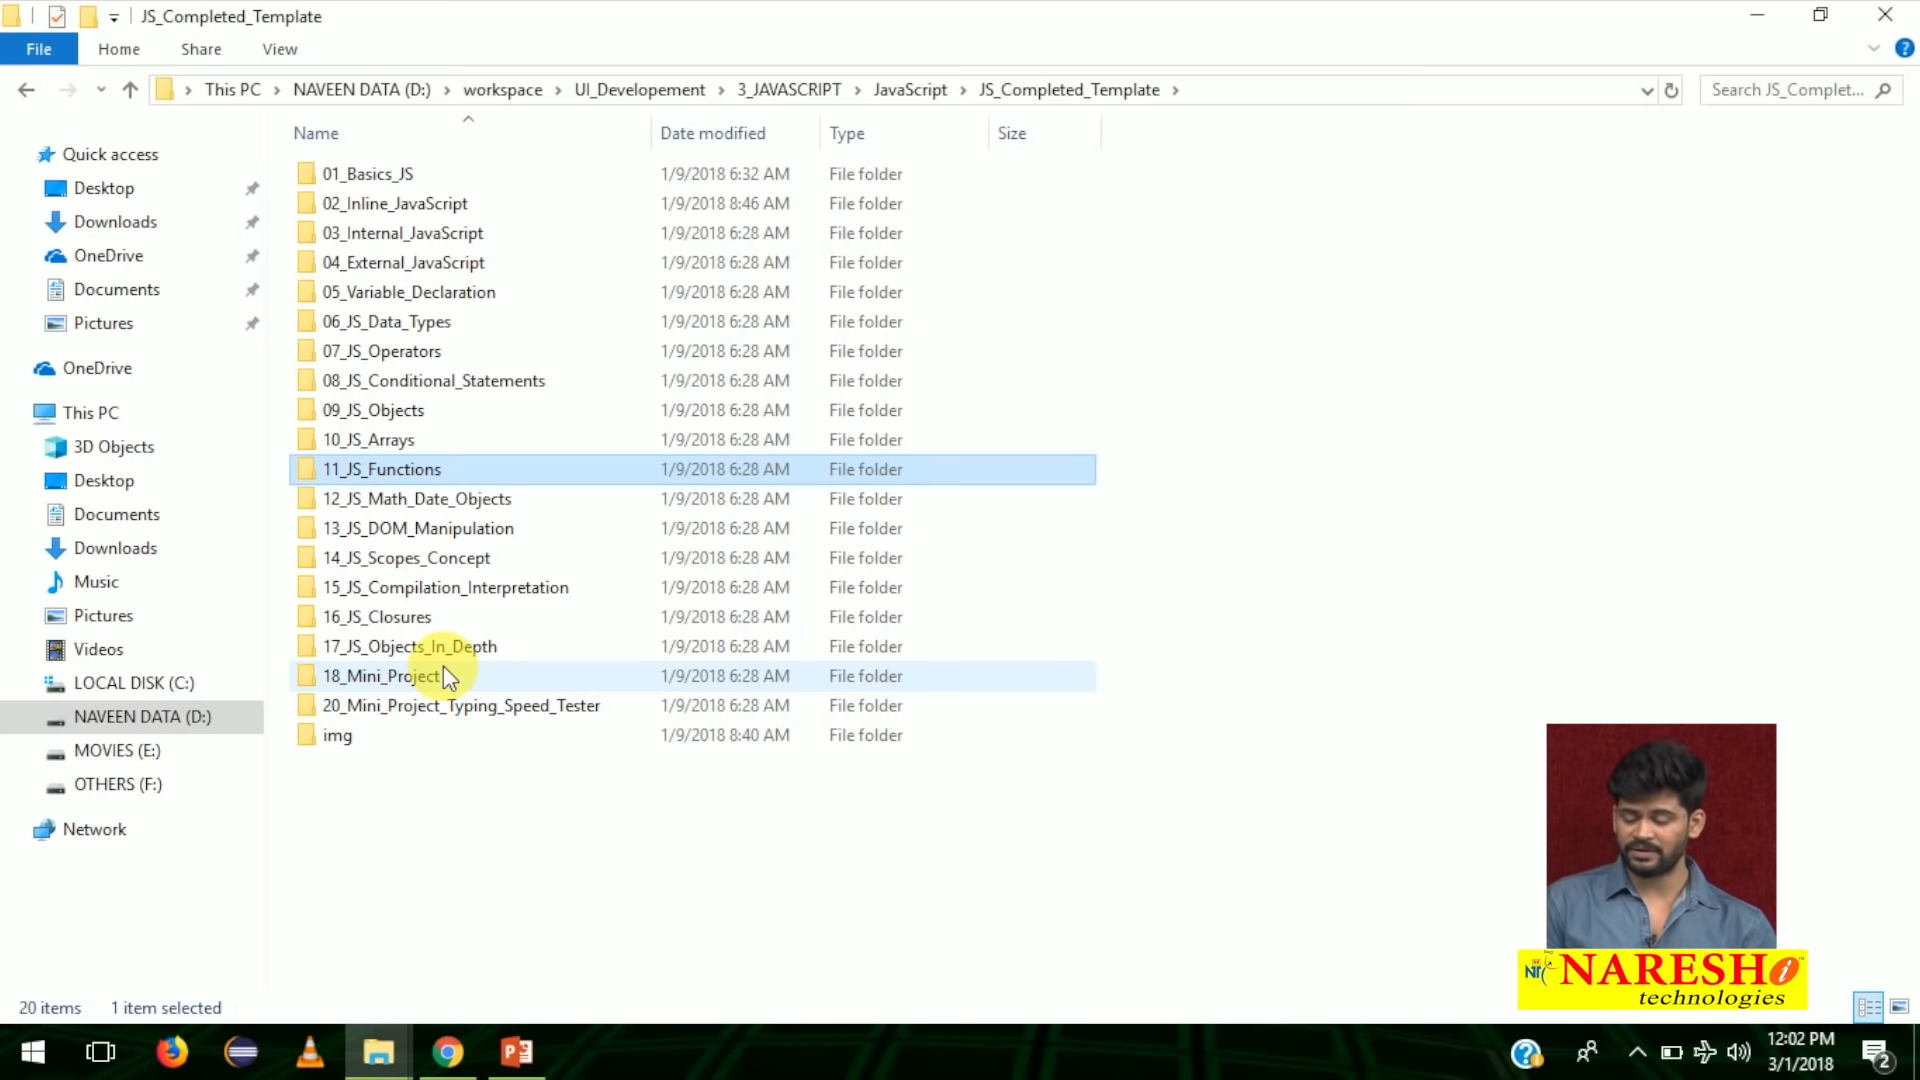 JS_Completed_Template
File Home Share View
This PC NAVEEN DATA (D:) workspace UI_Developement 3_JAVASCRIPT JavaScript JS_Completed_Template Search JS_Complet...
Name Date modified Type Size
Quick access
Desktop
Downloads
OneDrive
Documents
Pictures
OneDrive
This PC
3D Objects
Desktop
Documents
Downloads
Music
Pictures
Videos
LOCAL DISK (C:)
NAVEEN DATA (D:)
MOVIES (E:)
OTHERS (F:)
Network
01_Basics_JS 1/9/2018 6:32 AM File folder
02_Inline_JavaScript 1/9/2018 8:46 AM File folder
03_Internal_JavaScript 1/9/2018 6:28 AM File folder
04_External_JavaScript 1/9/2018 6:28 AM File folder
05_Variable_Declaration 1/9/2018 6:28 AM File folder
06_JS_Data_Types 1/9/2018 6:28 AM File folder
07_JS_Operators 1/9/2018 6:28 AM File folder
08_JS_Conditional_Statements 1/9/2018 6:28 AM File folder
09_JS_Objects 1/9/2018 6:28 AM File folder
10_JS_Arrays 1/9/2018 6:28 AM File folder
11_JS_Functions 1/9/2018 6:28 AM File folder
12_JS_Math_Date_Objects 1/9/2018 6:28 AM File folder
13_JS_DOM_Manipulation 1/9/2018 6:28 AM File folder
14_JS_Scopes_Concept 1/9/2018 6:28 AM File folder
15_JS_Compilation_Interpretation 1/9/2018 6:28 AM File folder
16_JS_Closures 1/9/2018 6:28 AM File folder
17_JS_Objects_In_Depth 1/9/2018 6:28 AM File folder
18_Mini_Project 1/9/2018 6:28 AM File folder
20_Mini_Project_Typing_Speed_Tester 1/9/2018 6:28 AM File folder
img 1/9/2018 8:40 AM File folder
NARESH i
technologies
20 items 1 item selected
12:02 PM
3/1/2018
2